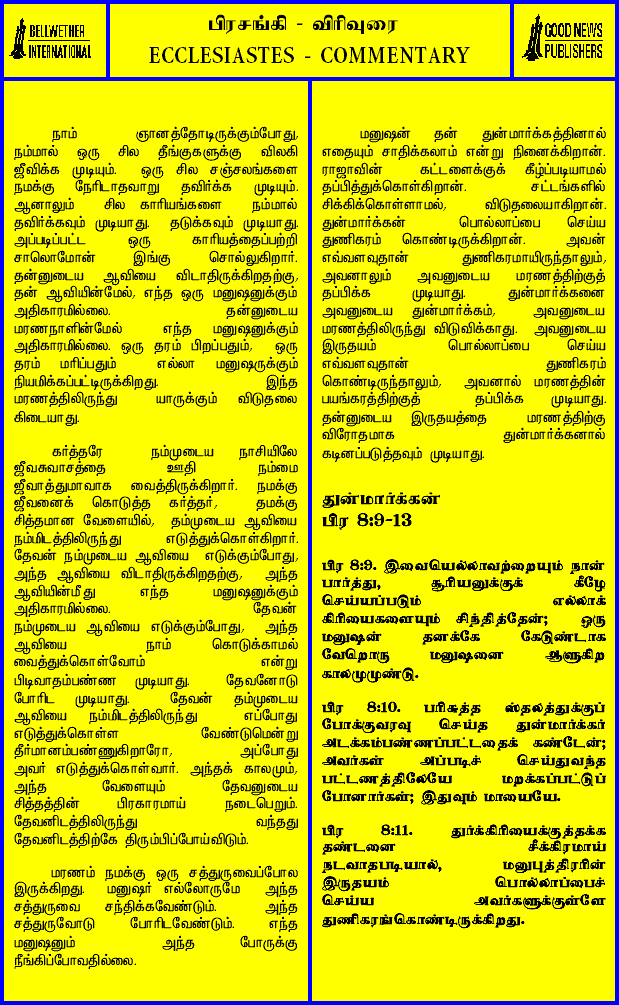 BELLWETHER
INTERNATIONAL
பிரசங்கி - விரிவுரை
ECCLESIASTES - COMMENTARY
GOOD NEWS
PUBLISHERS
நாம் ஞானத்தோடிருக்கும்போது,
நம்மால் ஒரு சில தீங்குகளுக்கு விலகி
ஜீவிக்க முடியும். ஒரு சில சஞ்சலங்களை
நமக்கு நேரிடாதவாறு தவிர்க்க முடியும்.
ஆனாலும் சில காரியங்களை நம்மால்
தவிர்க்கவும் முடியாது. தடுக்கவும் முடியாது.
அப்படிப்பட்ட ஒரு காரியத்தைப்பற்றி
சாலொமோன் இங்கு சொல்லுகிறார்.
தன்னுடைய ஆவியை விடாதிருக்கிறதற்கு,
தன் ஆவியின்மேல், எந்த ஒரு மனுஷனுக்கும்
அதிகாரமில்லை. தன்னுடைய
மரணநாளின்மேல் எந்த மனுஷனுக்கும்
அதிகாரமில்லை. ஒரு தரம் பிறப்பதும், ஒரு
தரம் மரிப்பதும் எல்லா மனுஷருக்கும்
நியமிக்கப்பட்டிருக்கிறது. இந்த
மரணத்திலிருந்து யாருக்கும் விடுதலை
கிடையாது.
கர்த்தரே நம்முடைய நாசியிலே
ஜீவசுவாசத்தை ஊதி நம்மை
ஜீவாத்துமாவாக வைத்திருக்கிறார். நமக்கு
ஜீவனைக் கொடுத்த கர்த்தர், தமக்கு
சித்தமான வேளையில், தம்முடைய ஆவியை
நம்மிடத்திலிருந்து எடுத்துக்கொள்கிறார்.
தேவன் நம்முடைய ஆவியை எடுக்கும்போது,
அந்த ஆவியை விடாதிருக்கிறதற்கு, அந்த
ஆவியின்மீது எந்த மனுஷனுக்கும்
அதிகாரமில்லை. தேவன்
நம்முடைய ஆவியை எடுக்கும்போது, அந்த
ஆவியை நாம் கொடுக்காமல்
வைத்துக்கொள்வோம் என்று
பிடிவாதம்பண்ண முடியாது. தேவனோடு
போரிட முடியாது. தேவன் தம்முடைய
ஆவியை நம்மிடத்திலிருந்து எப்போது
எடுத்துக்கொள்ள வேண்டுமென்று
தீர்மானம்பண்ணுகிறாரோ, அப்போது
அவர் எடுத்துக்கொள்வார். அந்தக் காலமும்,
அந்த வேளையும் தேவனுடைய
சித்தத்தின் பிரகாரமாய் நடைபெறும்.
தேவனிடத்திலிருந்து வந்தது
தேவனிடத்திற்கே திரும்பிப்போய்விடும்.
மரணம் நமக்கு ஒரு சத்துருவைப்போல
இருக்கிறது. மனுஷர் எல்லோருமே அந்த
சத்துருவை சந்திக்கவேண்டும். அந்த
சத்துருவோடு போரிடவேண்டும். எந்த
மனுஷனும் அந்த போருக்கு
நீங்கிப்போவதில்லை.
மனுஷன் தன் துன்மார்க்கத்தினால்
எதையும் சாதிக்கலாம் என்று நினைக்கிறான்.
ராஜாவின் கட்டளைக்குக் கீழ்ப்படியாமல்
தப்பித்துக்கொள்கிறான். சட்டங்களில்
சிக்கிக்கொள்ளாமல், விடுதலையாகிறான்.
துன்மார்க்கன் பொல்லாப்பை செய்ய
துணிகரம் கொண்டிருக்கிறான். அவன்
எவ்வளவுதான் துணிகரமாயிருந்தாலும்,
அவனாலும் அவனுடைய மரணத்திற்குத்
தப்பிக்க முடியாது. துன்மார்க்கனை
அவனுடைய துன்மார்க்கம், அவனுடைய
மரணத்திலிருந்து விடுவிக்காது. அவனுடைய
இருதயம் பொல்லாப்பை செய்ய
எவ்வளவுதான் துணிகரம்
கொண்டிருந்தாலும், அவனால் மரணத்தின்
பயங்கரத்திற்குத் தப்பிக்க முடியாது.
தன்னுடைய இருதயத்தை மரணத்திற்கு
விரோதமாக துன்மார்க்கனால்
கடினப்படுத்தவும் முடியாது.
துன்மார்க்கன்
பிர 8:9-13
பிர 8:9. இவையெல்லாவற்றையும் நான்
பார்த்து, சூரியனுக்குக் கீழே
செய்யப்படும் எல்லாக்
கிரியைகளையும் சிந்தித்தேன்; ஒரு
மனுஷன் தனக்கே கேடுண்டாக
வேறொரு மனுஷனை ஆளுகிற
காலமுமுண்டு.
பிர 8:10. பரிசுத்த ஸ்தலத்துக்குப்
போக்குவரவு செய்த துன்மார்க்கர்
அடக்கம்பண்ணப்பட்டதைக் கண்டேன்;
அவர்கள் அப்படிச் செய்துவந்த
பட்டணத்திலேயே மறக்கப்பட்டுப்
போனார்கள்; இதுவும் மாயையே.
பிர 8:11. துர்க்கிரியைக்குத்தக்க
தண்டனை சீக்கிரமாய்
நடவாதபடியால், மனுபுத்திரரின்
இருதயம் பொல்லாப்பைச்
செய்ய அவர்களுக்குள்ளே
துணிகரங்கொண்டிருக்கிறது.